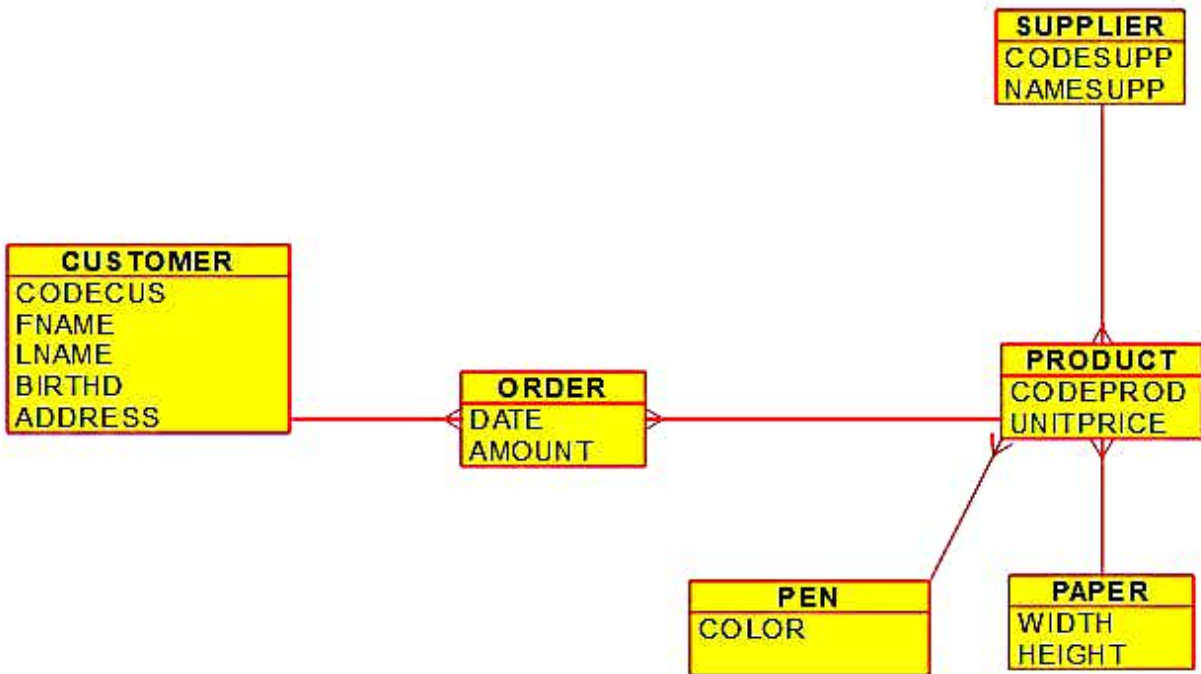 SUPPLIER
CODESUPP
NAMESUPP
CUSTOMER
CODECUS
FNAME
LNAME
BIRTHD
ADDRESS
ORDER
DATE
AMOUNT
PRODUCT
CODEPROD
UNITPRICE
PEN
COLOR
PAPER
WIDTH
HEIGHT